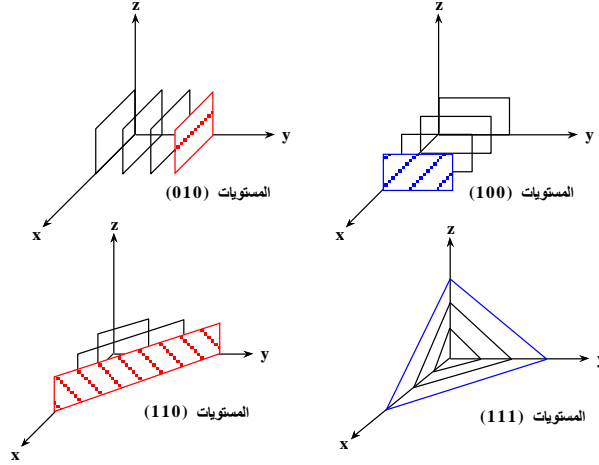 z
y
x
المستويات (010)
z
y
x
المستويات (100)
z
y
x
المستويات (110)
z
y
x
المستويات (111)